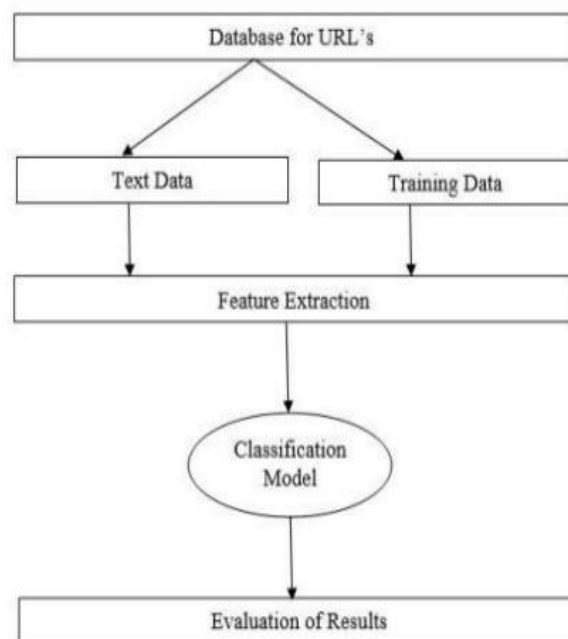 Database for URL's
Text Data
Training Data
Feature Extraction
Classification
Model
Evaluation of Results